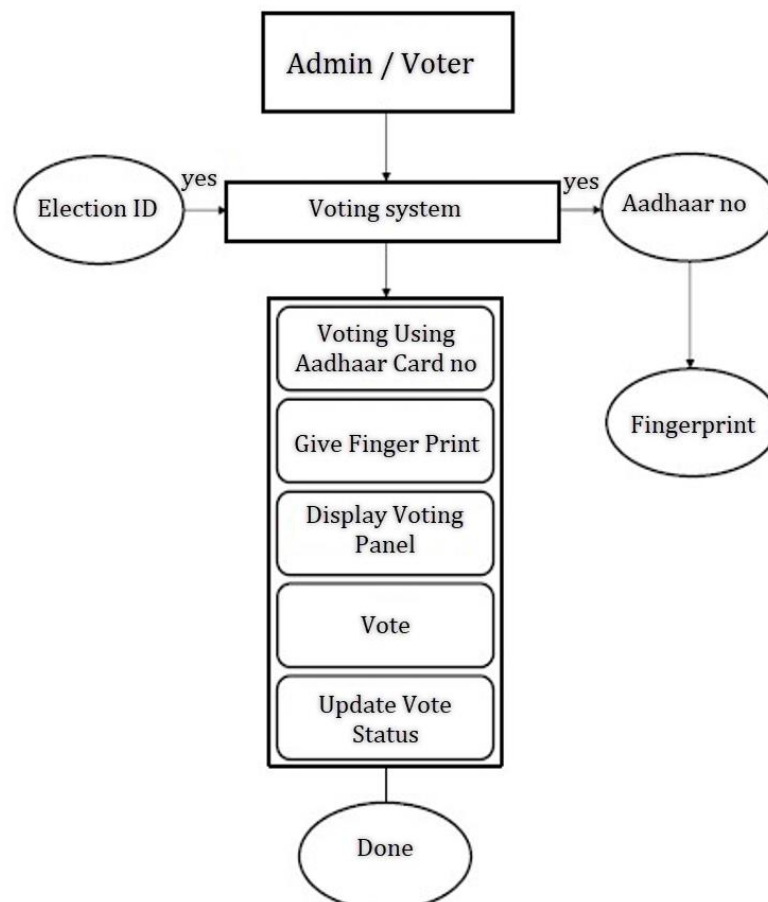 Admin / Voter
yes
yes
Election ID
Voting system
Aadhaar no
Voting Using
Aadhaar Card no
Give Finger Print
Fingerprint
Display Voting
Panel
Vote
Update Vote
Status
Done